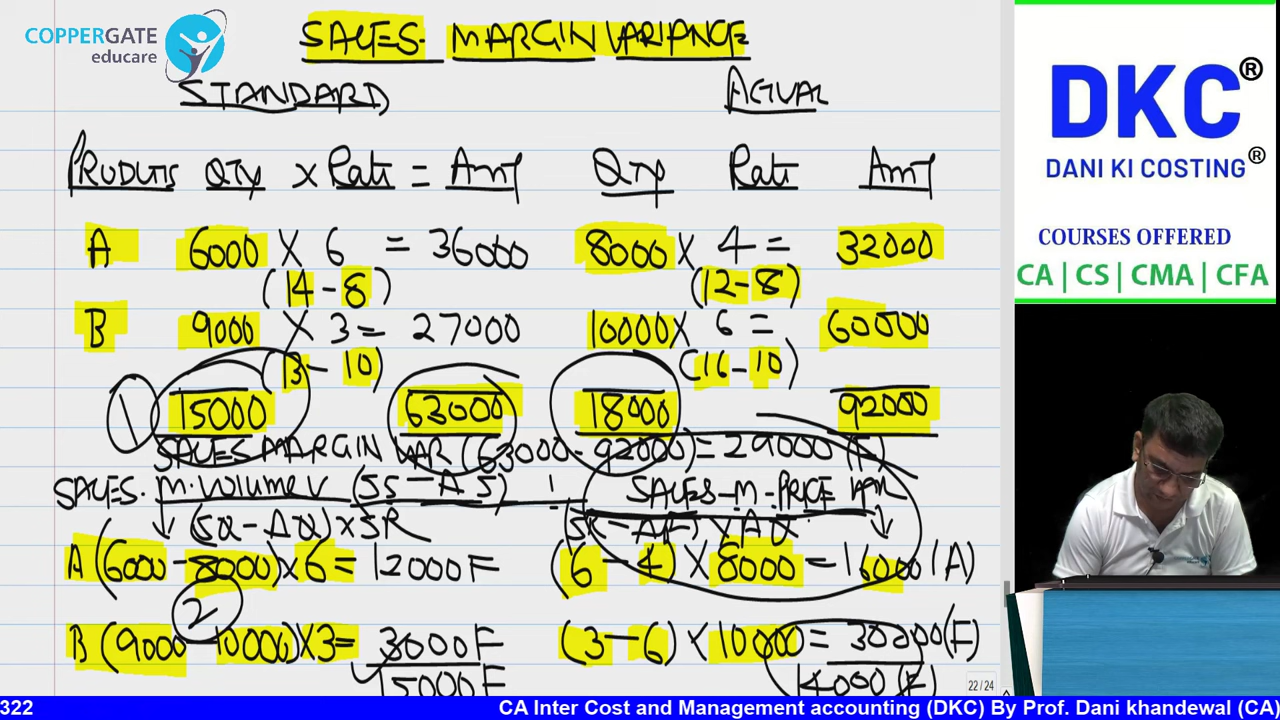 COPPERGATE
educare
SALES MARGIN VARIANCE
STANDARD ACTUAL
PRODUCTS QTY x Rate = Amt QTY Rate Amt
A 6000 X 6 = 36000 8000 X 4 = 32000
(14-8) (12-8)
B 9000 X 3 = 27000 10000 X 6 = 60000
(13-10) (16-10)
1 15000 63000 18000 92000
SALES MARGIN VAR (63000-92000) = 29000 (F)
SALES. M. Volume V (SS-AS) SALES-M-PRICE VAR
(SQ-AQ) x SR (SR-AR) X AQ
A (6000-8000) x 6 = 12000 F (6-4) X 8000 = 16000 (A)
2
B (9000-10000) X 3 = 3000 F (3-6) x 10000 = 30000 (F)
15000 F 14000 (F)
22 / 24
DKC®
DANI KI COSTING®
COURSES OFFERED
CA | CS | CMA | CFA
322 CA Inter Cost and Management accounting (DKC) By Prof. Dani khandewal (CA)